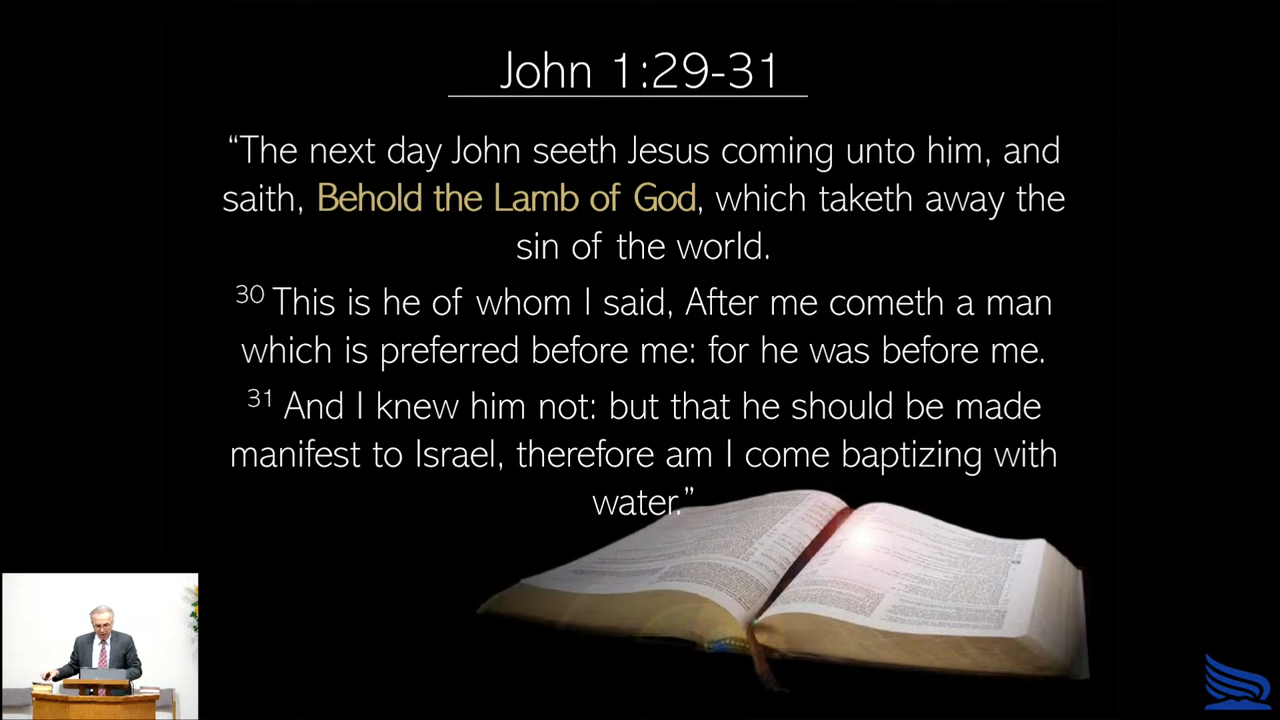 John 1:29-31
“The next day John seeth Jesus coming unto him, and
saith, Behold the Lamb of God, which taketh away the
sin of the world.
30 This is he of whom I said, After me cometh a man
which is preferred before me: for he was before me.
31 And I knew him not: but that he should be made
manifest to Israel, therefore am I come baptizing with
water.”